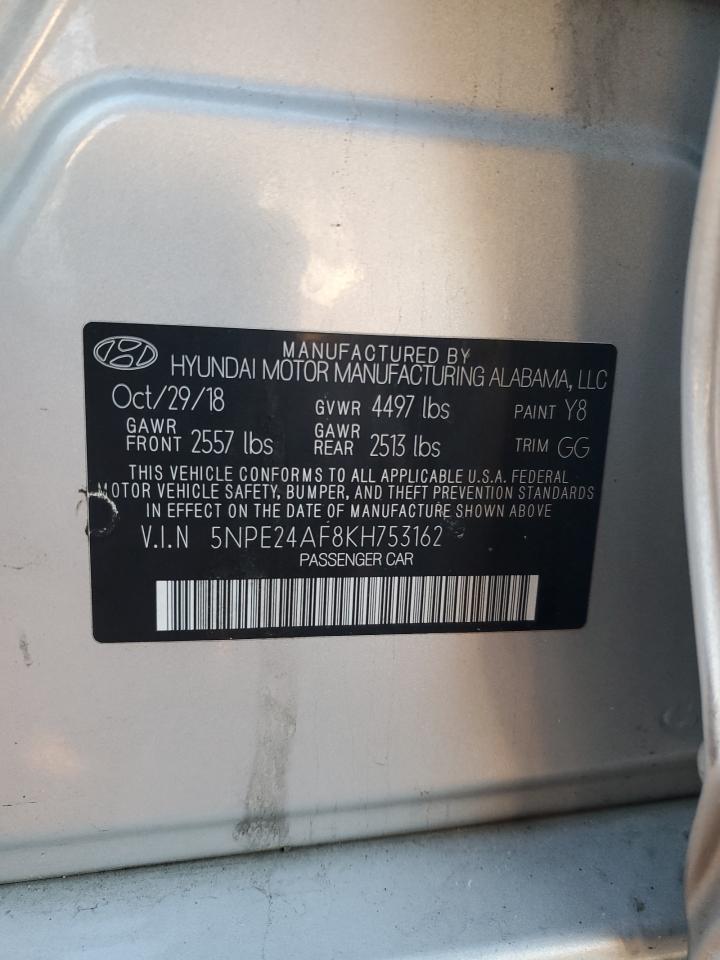 MANUFACTURED BY
HYUNDAI MOTOR MANUFACTURING ALABAMA, LLC
Oct/29/18 GVWR 4497 lbs PAINT Y8
GAWR FRONT 2557 lbs GAWR REAR 2513 lbs TRIM GG
THIS VEHICLE CONFORMS TO ALL APPLICABLE U.S.A. FEDERAL
MOTOR VEHICLE SAFETY, BUMPER, AND THEFT PREVENTION STANDARDS
IN EFFECT ON THE DATE OF MANUFACTURE SHOWN ABOVE
V.I.N 5NPE24AF8KH753162
PASSENGER CAR